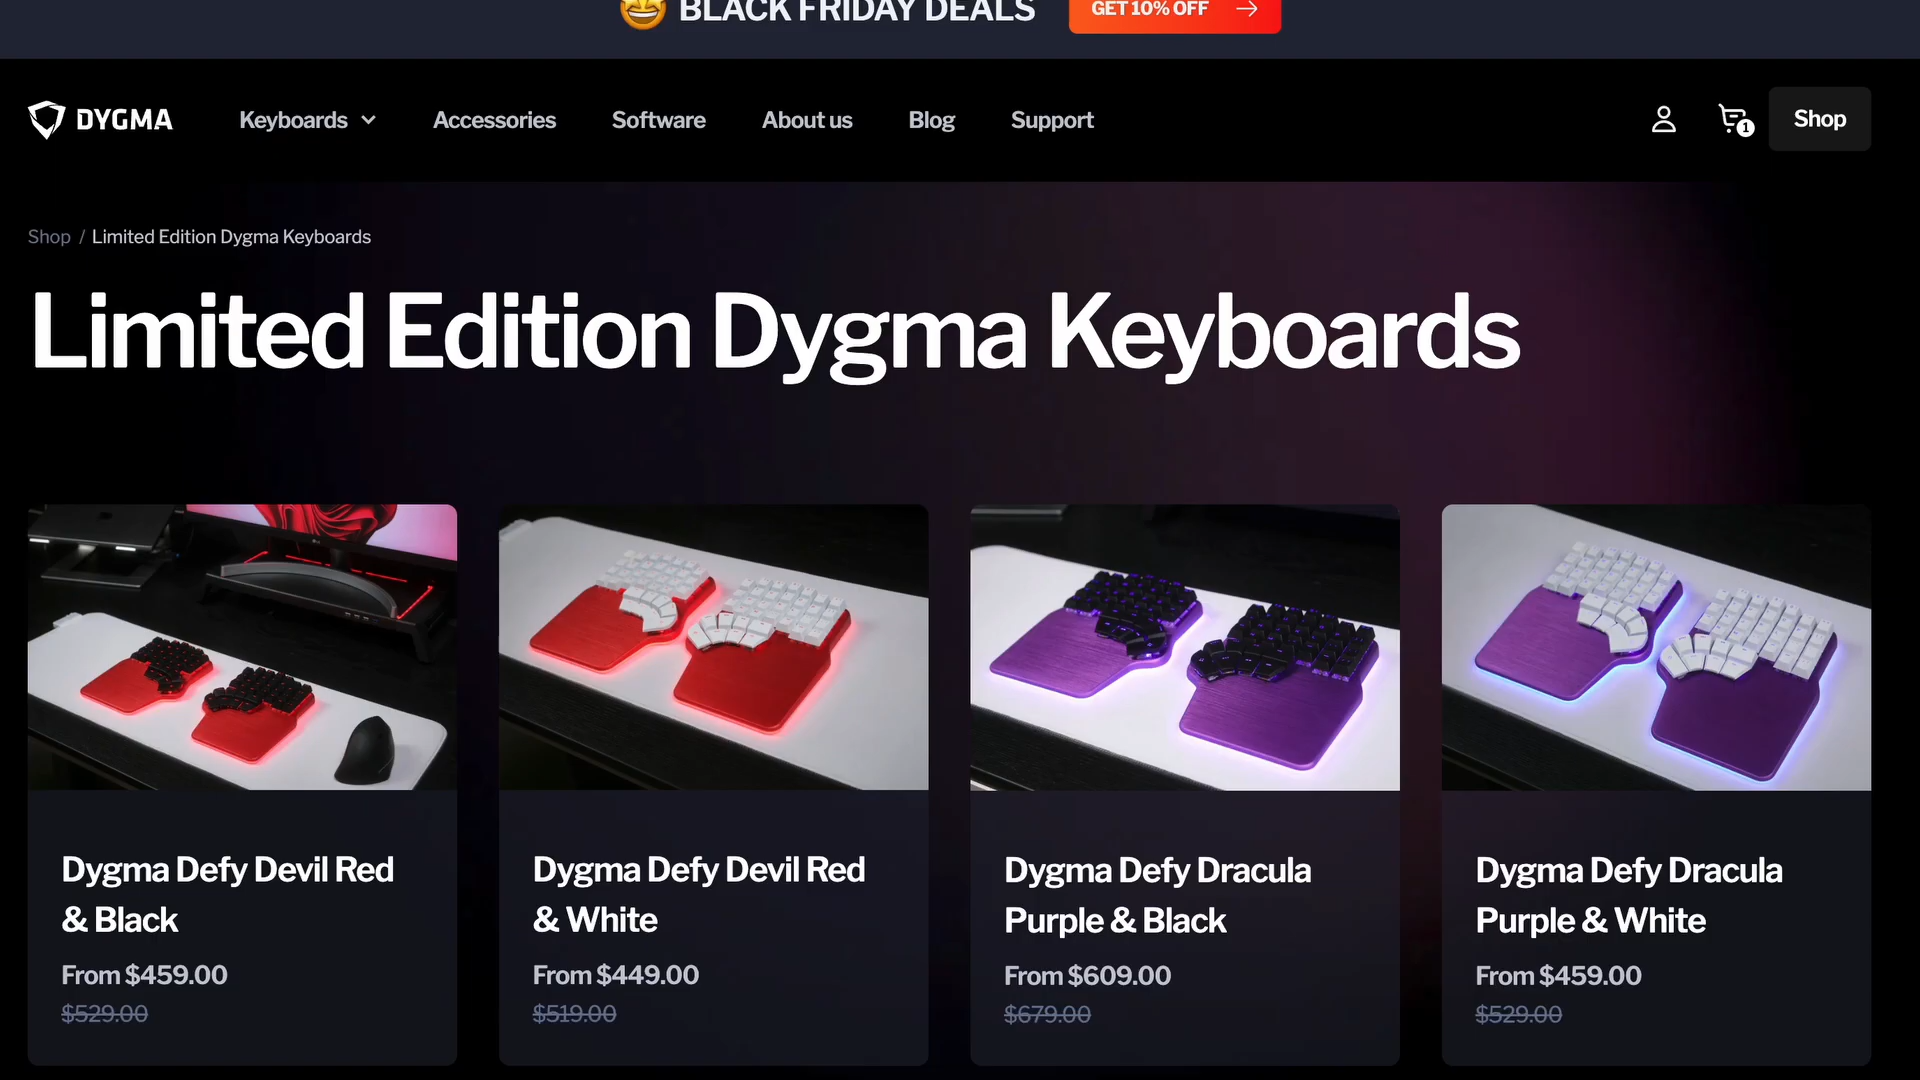 BLACK FRIDAY DEALS
GET 10% OFF
DYGMA
Keyboards
Accessories
Software
About us
Blog
Support
1
Shop
Shop / Limited Edition Dygma Keyboards
Limited Edition Dygma Keyboards
Dygma Defy Devil Red
& Black
From $459.00
$529.00
Dygma Defy Devil Red
& White
From $449.00
$519.00
Dygma Defy Dracula
Purple & Black
From $609.00
$679.00
Dygma Defy Dracula
Purple & White
From $459.00
$529.00